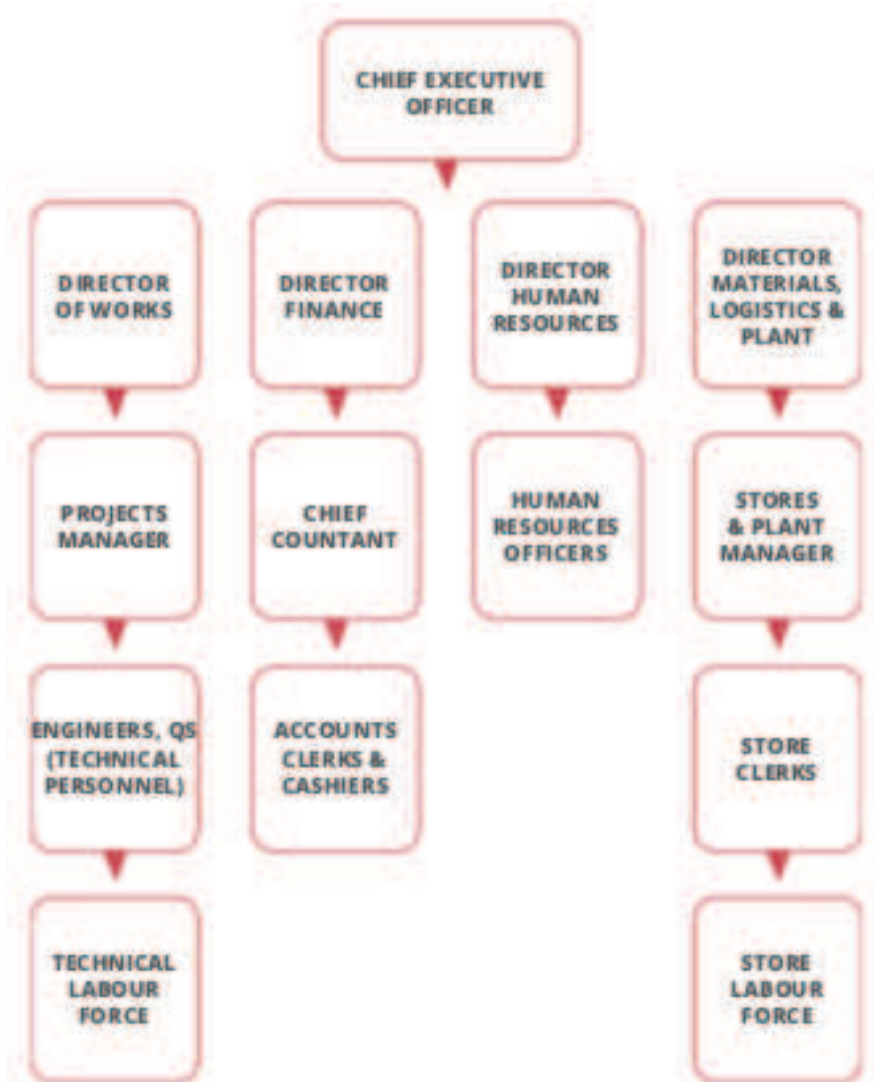 CHIEF EXECUTIVE
OFFICER
DIRECTOR
OF WORKS
DIRECTOR
FINANCE
DIRECTOR
HUMAN
RESOURCES
DIRECTOR
MATERIALS,
LOGISTICS &
PLANT
PROJECTS
MANAGER
CHIEF
COUNTANT
HUMAN
RESOURCES
OFFICERS
STORES
& PLANT
MANAGER
ENGINEERS, QS
(TECHNICAL
PERSONNEL)
ACCOUNTS
CLERKS &
CASHIERS
STORE
CLERKS
TECHNICAL
LABOUR
FORCE
STORE
LABOUR
FORCE